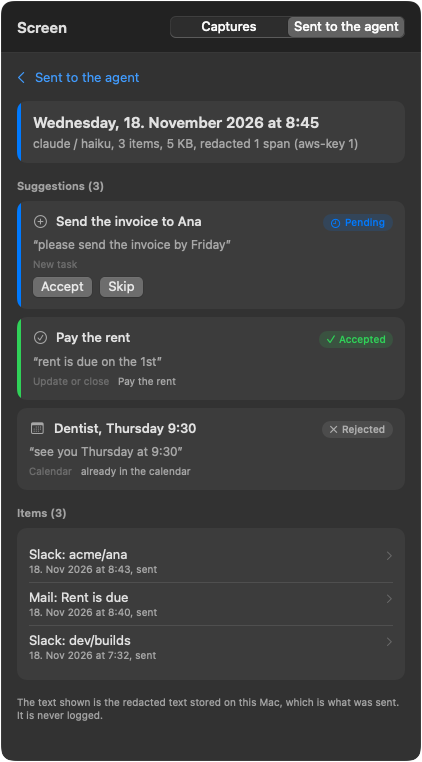 Screen
Captures
Sent to the agent
Sent to the agent
Wednesday, 18. November 2026 at 8:45
claude / haiku, 3 items, 5 KB, redacted 1 span (aws-key 1)
Suggestions (3)
Send the invoice to Ana
Pending
“please send the invoice by Friday”
New task
Accept
Skip
Pay the rent
Accepted
“rent is due on the 1st”
Update or close Pay the rent
Dentist, Thursday 9:30
Rejected
“see you Thursday at 9:30”
Calendar already in the calendar
Items (3)
Slack: acme/ana
18. Nov 2026 at 8:43, sent
Mail: Rent is due
18. Nov 2026 at 8:40, sent
Slack: dev/builds
18. Nov 2026 at 7:32, sent
The text shown is the redacted text stored on this Mac, which is what was sent.
It is never logged.